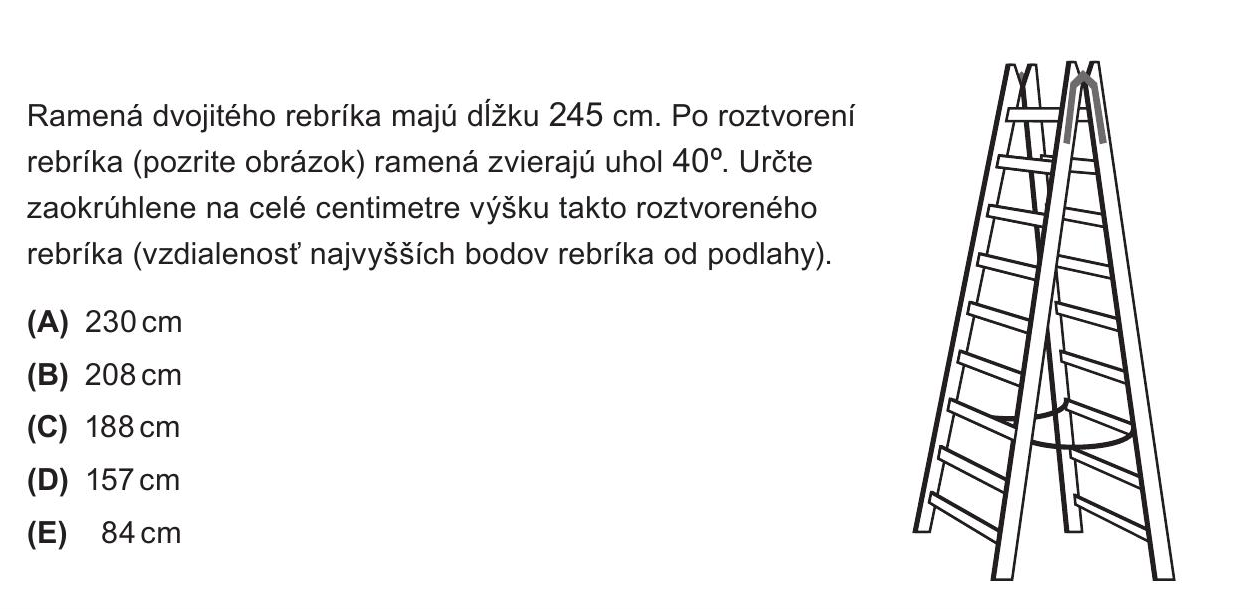 Ramená dvojitého rebríka majú dĺžku 245 cm. Po roztvorení
rebríka (pozrite obrázok) ramená zvierajú uhol 40º. Určte
zaokrúhlene na celé centimetre výšku takto roztvoreného
rebríka (vzdialenosť najvyšších bodov rebríka od podlahy).
(A) 230 cm
(B) 208 cm
(C) 188 cm
(D) 157 cm
(E) 84 cm